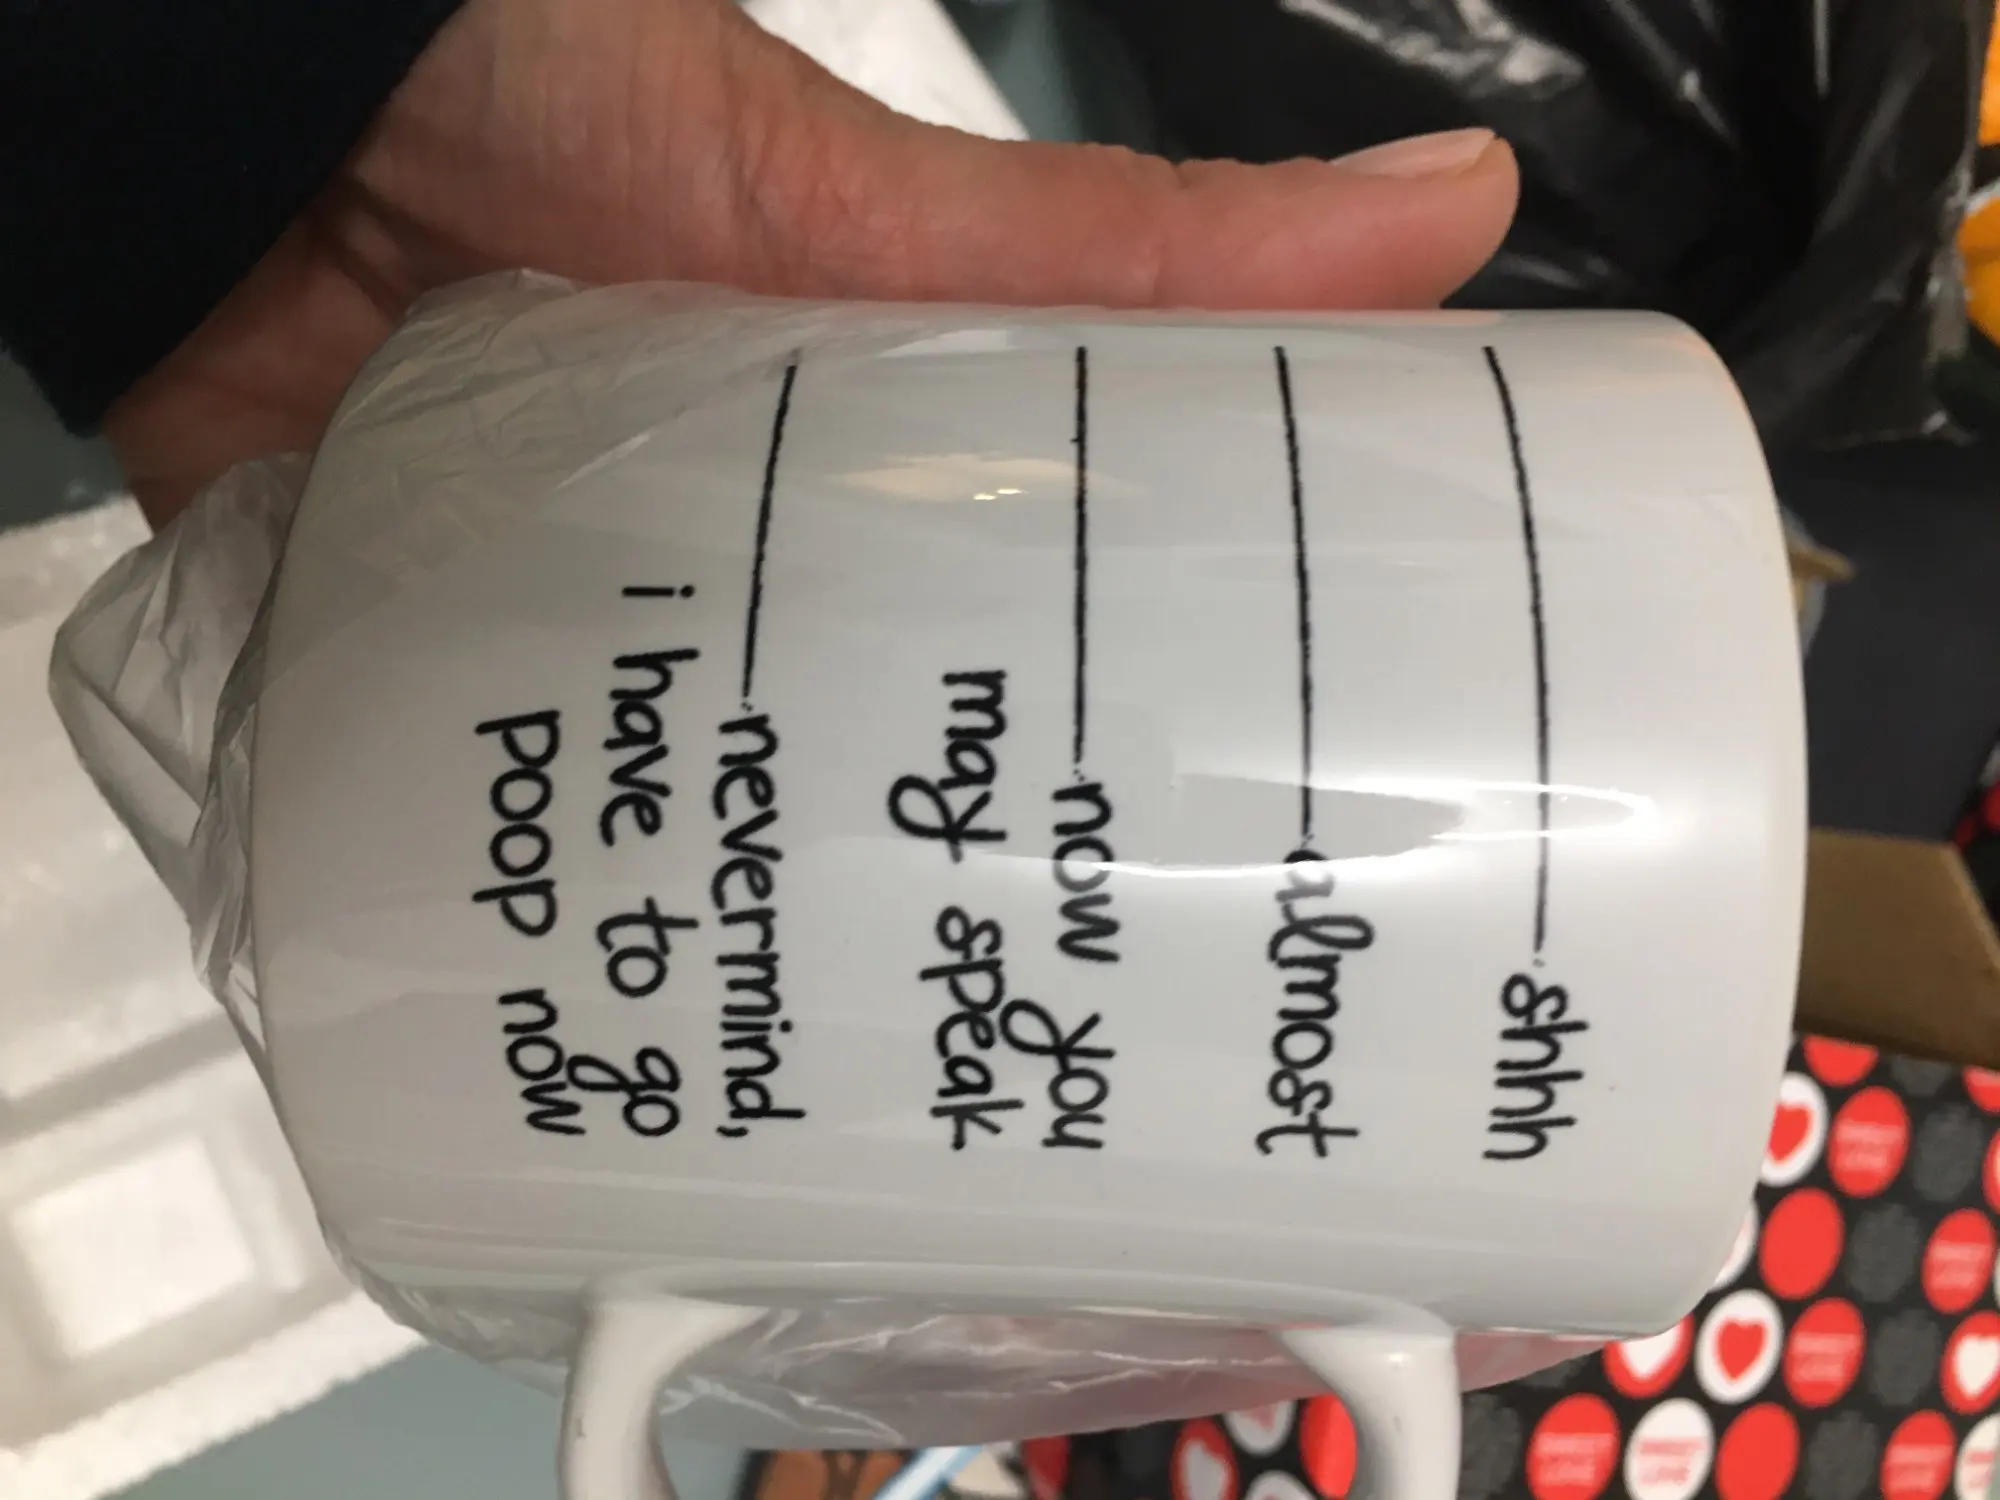 shhh
almost
now you
may speak
nevermind,
i have to go
poop now